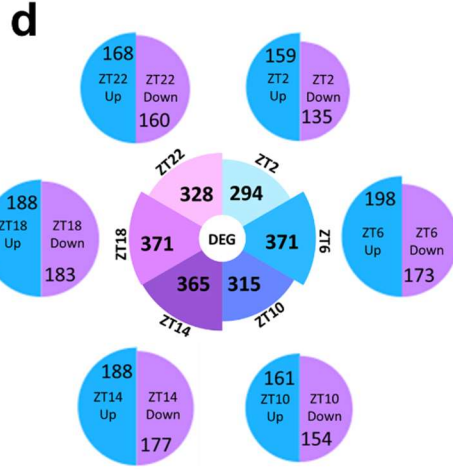 d
168
ZT22
Up
ZT22
Down
160
159
ZT2
Up
ZT2
Down
135
188
ZT18
Up
ZT18
Down
183
ZT22
328
ZT2
294
ZT18
371
DEG
371
ZT6
365
ZT14
315
ZT10
198
ZT6
Up
ZT6
Down
173
188
ZT14
Up
ZT14
Down
177
161
ZT10
Up
ZT10
Down
154